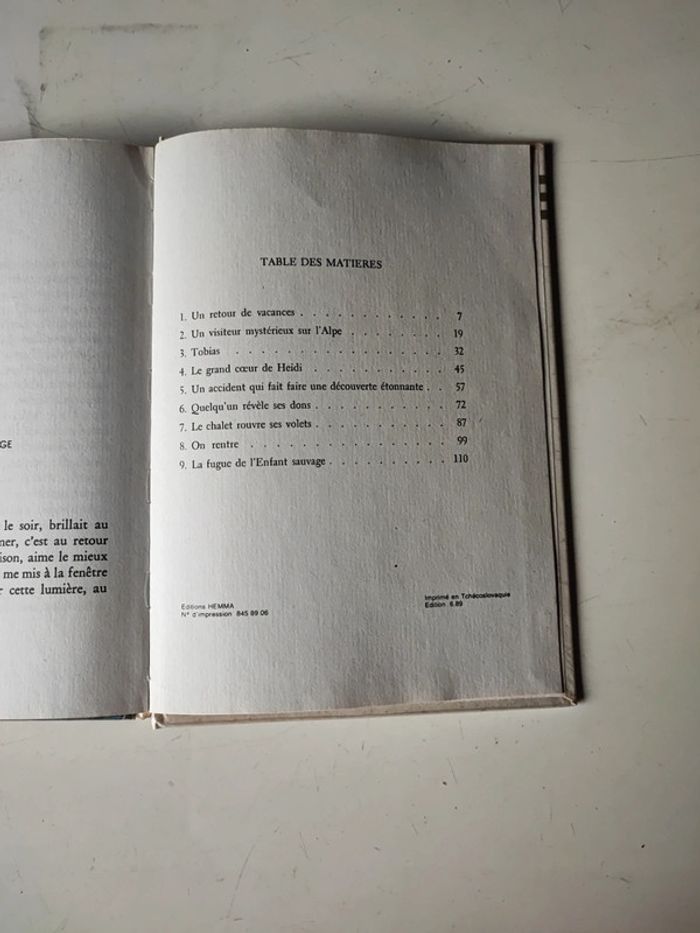 GE
le soir, brillait au
ner, c'est au retour
ison, aime le mieux
me mis à la fenêtre
r cette lumière, au
TABLE DES MATIERES
1. Un retour de vacances . . . . . . . . . . 7
2. Un visiteur mystérieux sur l'Alpe . . . . . . . 19
3. Tobias . . . . . . . . . . . . . . 32
4. Le grand cœur de Heidi . . . . . . . . . 45
5. Un accident qui fait faire une découverte étonnante . . 57
6. Quelqu'un révèle ses dons . . . . . . . . . 72
7. Le chalet rouvre ses volets . . . . . . . . . 87
8. On rentre . . . . . . . . . . . . . 99
9. La fugue de l'Enfant sauvage . . . . . . . . 110
Editions HEMMA
N° d'impression 845 89 06
Imprimé en Tchécoslovaquie
Edition 6.89